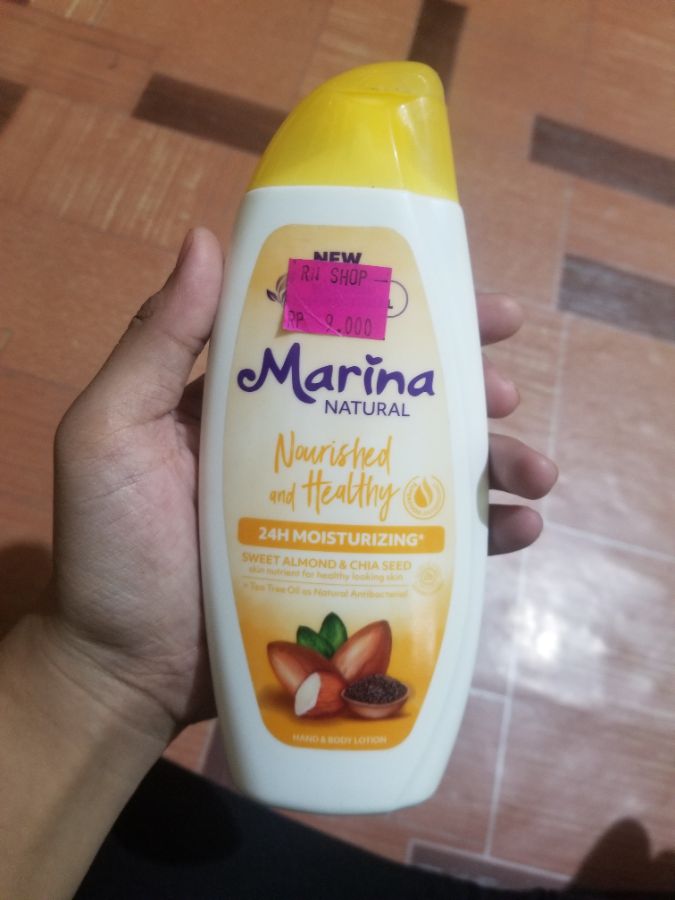 NEW
RN SHOP
RP 9.000
Marina
NATURAL
Nourished
and Healthy
24H MOISTURIZING*
SWEET ALMOND & CHIA SEED
skin nutrient for healthy looking skin
+ Tea Tree Oil as Natural Antibacterial
HAND & BODY LOTION